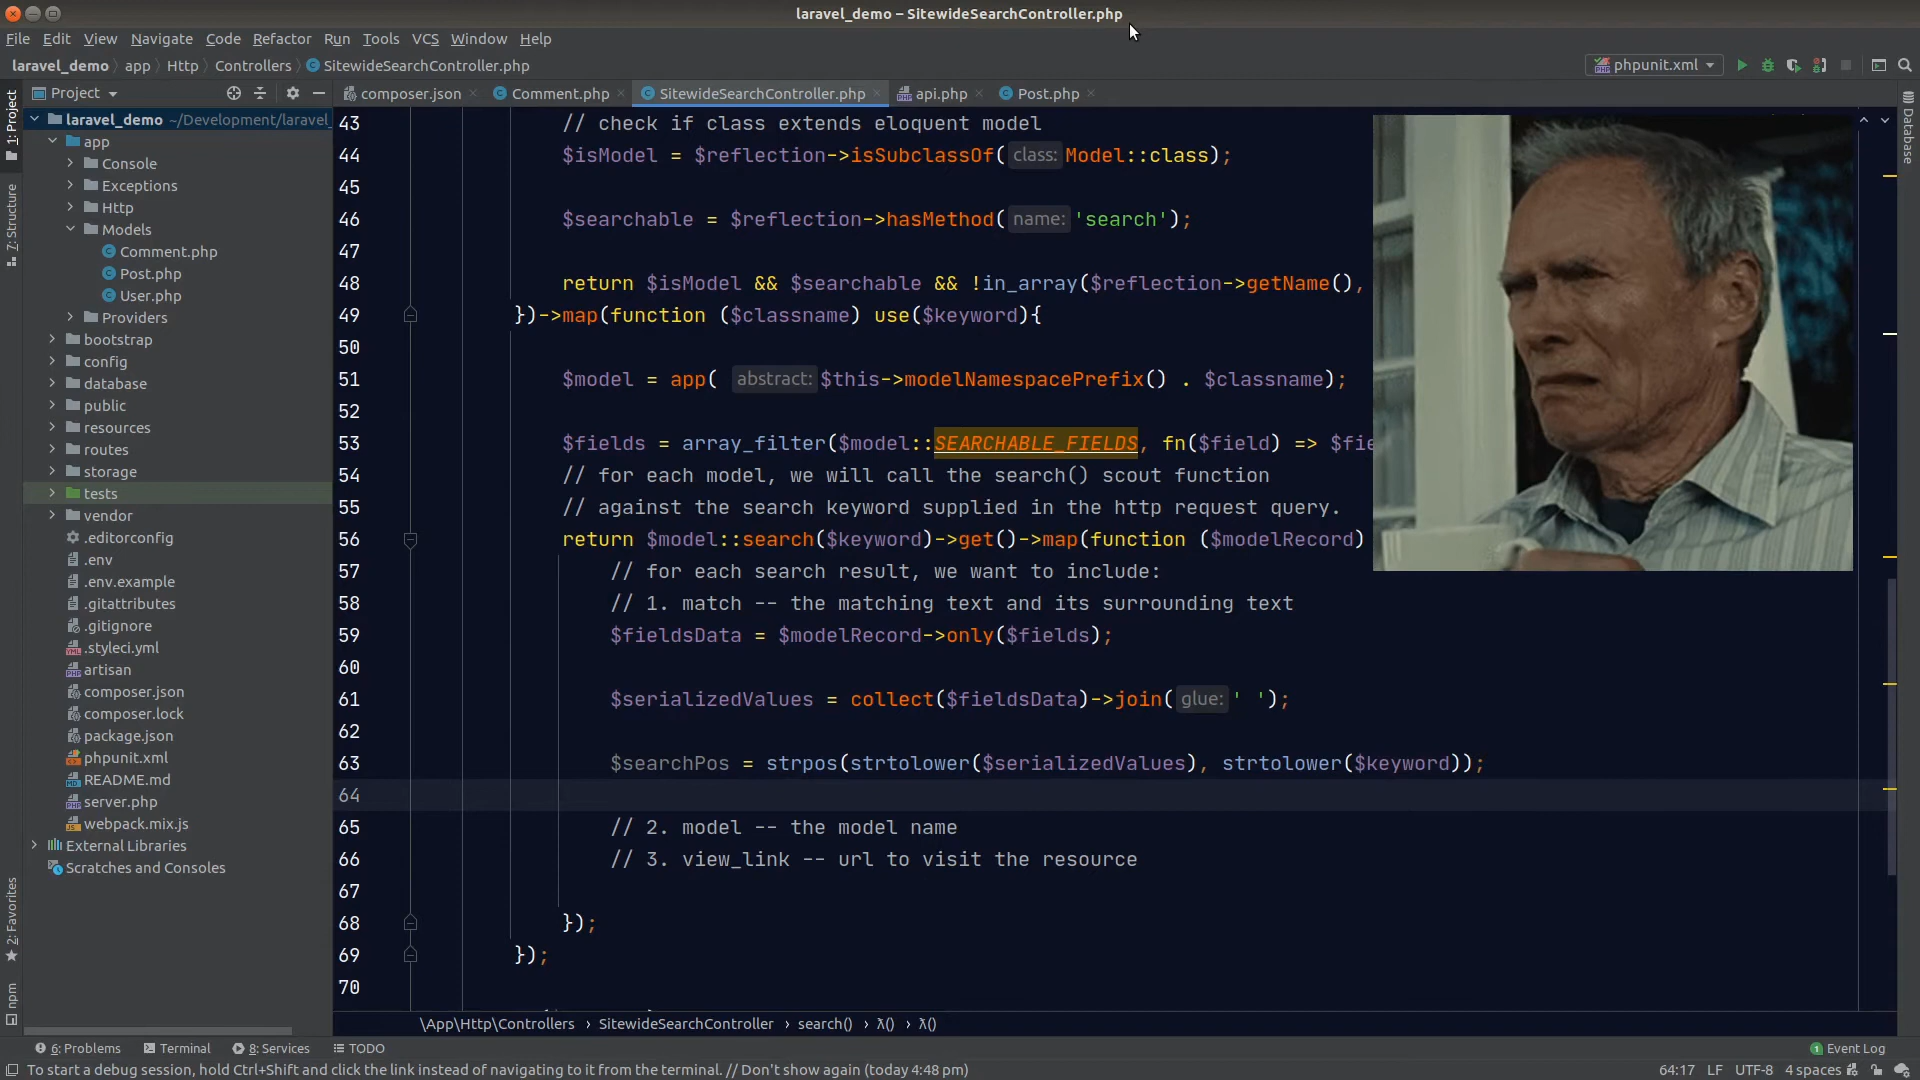 laravel_demo – SitewideSearchController.php
File Edit View Navigate Code Refactor Run Tools VCS Window Help
laravel_demo app Http Controllers SitewideSearchController.php
phpunit.xml
Project
composer.json Comment.php SitewideSearchController.php api.php Post.php
1: Project
7: Structure
2: Favorites
npm
Database
laravel_demo ~/Development/laravel_
app
Console
Exceptions
Http
Models
Comment.php
Post.php
User.php
Providers
bootstrap
config
database
public
resources
routes
storage
tests
vendor
.editorconfig
.env
.env.example
.gitattributes
.gitignore
.styleci.yml
artisan
composer.json
composer.lock
package.json
phpunit.xml
README.md
server.php
webpack.mix.js
External Libraries
Scratches and Consoles
43 // check if class extends eloquent model
44 $isModel = $reflection->isSubclassOf( class: Model::class);
45
46 $searchable = $reflection->hasMethod( name: 'search');
47
48 return $isModel && $searchable && !in_array($reflection->getName(),
49 })->map(function ($classname) use($keyword){
50
51 $model = app( abstract: $this->modelNamespacePrefix() . $classname);
52
53 $fields = array_filter($model::SEARCHABLE_FIELDS, fn($field) => $fie
54 // for each model, we will call the search() scout function
55 // against the search keyword supplied in the http request query.
56 return $model::search($keyword)->get()->map(function ($modelRecord)
57 // for each search result, we want to include:
58 // 1. match -- the matching text and its surrounding text
59 $fieldsData = $modelRecord->only($fields);
60
61 $serializedValues = collect($fieldsData)->join( glue: ' ');
62
63 $searchPos = strpos(strtolower($serializedValues), strtolower($keyword));
64
65 // 2. model -- the model name
66 // 3. view_link -- url to visit the resource
67
68 });
69 });
70
\App\Http\Controllers › SitewideSearchController › search() › λ() › λ()
6: Problems Terminal 8: Services TODO
1 Event Log
To start a debug session, hold Ctrl+Shift and click the link instead of navigating to it from the terminal. // Don't show again (today 4:48 pm)
64:17 LF UTF-8 4 spaces